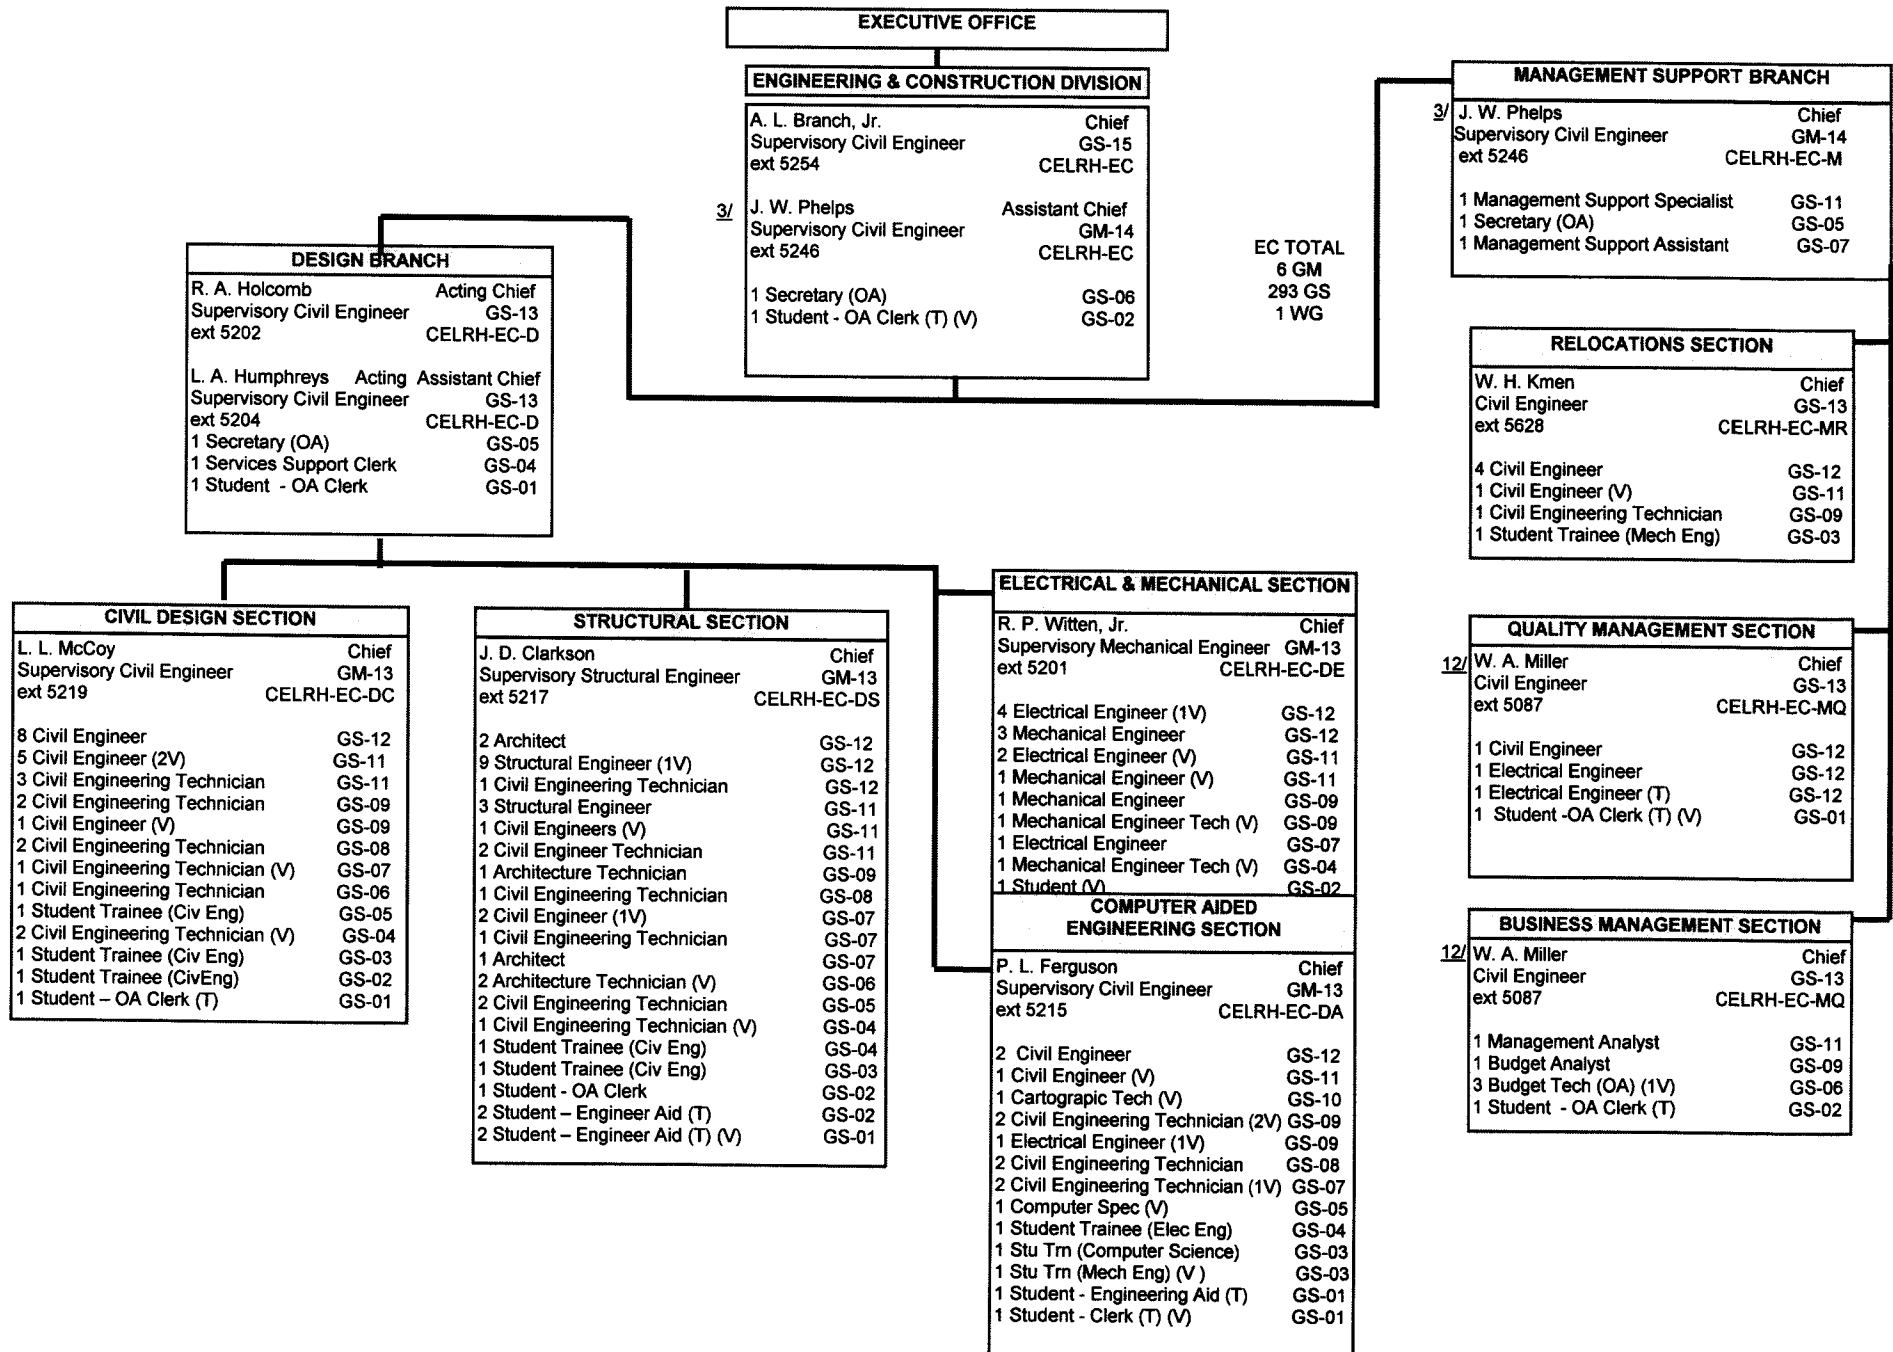 EXECUTIVE OFFICE
ENGINEERING & CONSTRUCTION DIVISION
A. L. Branch, Jr. Chief
Supervisory Civil Engineer GS-15
ext 5254 CELRH-EC
3/ J. W. Phelps Assistant Chief
Supervisory Civil Engineer GM-14
ext 5246 CELRH-EC
1 Secretary (OA) GS-06
1 Student - OA Clerk (T) (V) GS-02
EC TOTAL
6 GM
293 GS
1 WG
MANAGEMENT SUPPORT BRANCH
3/ J. W. Phelps Chief
Supervisory Civil Engineer GM-14
ext 5246 CELRH-EC-M
1 Management Support Specialist GS-11
1 Secretary (OA) GS-05
1 Management Support Assistant GS-07
DESIGN BRANCH
R. A. Holcomb Acting Chief
Supervisory Civil Engineer GS-13
ext 5202 CELRH-EC-D
L. A. Humphreys Acting Assistant Chief
Supervisory Civil Engineer GS-13
ext 5204 CELRH-EC-D
1 Secretary (OA) GS-05
1 Services Support Clerk GS-04
1 Student - OA Clerk GS-01
RELOCATIONS SECTION
W. H. Kmen Chief
Civil Engineer GS-13
ext 5628 CELRH-EC-MR
4 Civil Engineer GS-12
1 Civil Engineer (V) GS-11
1 Civil Engineering Technician GS-09
1 Student Trainee (Mech Eng) GS-03
CIVIL DESIGN SECTION
L. L. McCoy Chief
Supervisory Civil Engineer GM-13
ext 5219 CELRH-EC-DC
8 Civil Engineer GS-12
5 Civil Engineer (2V) GS-11
3 Civil Engineering Technician GS-11
2 Civil Engineering Technician GS-09
1 Civil Engineer (V) GS-09
2 Civil Engineering Technician GS-08
1 Civil Engineering Technician (V) GS-07
1 Civil Engineering Technician GS-06
1 Student Trainee (Civ Eng) GS-05
2 Civil Engineering Technician (V) GS-04
1 Student Trainee (Civ Eng) GS-03
1 Student Trainee (CivEng) GS-02
1 Student – OA Clerk (T) GS-01
STRUCTURAL SECTION
J. D. Clarkson Chief
Supervisory Structural Engineer GM-13
ext 5217 CELRH-EC-DS
2 Architect GS-12
9 Structural Engineer (1V) GS-12
1 Civil Engineering Technician GS-12
3 Structural Engineer GS-11
1 Civil Engineers (V) GS-11
2 Civil Engineer Technician GS-11
1 Architecture Technician GS-09
1 Civil Engineering Technician GS-08
2 Civil Engineer (1V) GS-07
1 Civil Engineering Technician GS-07
1 Architect GS-07
2 Architecture Technician (V) GS-06
2 Civil Engineering Technician GS-05
1 Civil Engineering Technician (V) GS-04
1 Student Trainee (Civ Eng) GS-04
1 Student Trainee (Civ Eng) GS-03
1 Student - OA Clerk GS-02
2 Student – Engineer Aid (T) GS-02
2 Student – Engineer Aid (T) (V) GS-01
ELECTRICAL & MECHANICAL SECTION
R. P. Witten, Jr. Chief
Supervisory Mechanical Engineer GM-13
ext 5201 CELRH-EC-DE
4 Electrical Engineer (1V) GS-12
3 Mechanical Engineer GS-12
2 Electrical Engineer (V) GS-11
1 Mechanical Engineer (V) GS-11
1 Mechanical Engineer GS-09
1 Mechanical Engineer Tech (V) GS-09
1 Electrical Engineer GS-07
1 Mechanical Engineer Tech (V) GS-04
1 Student (V) GS-02
COMPUTER AIDED
ENGINEERING SECTION
P. L. Ferguson Chief
Supervisory Civil Engineer GM-13
ext 5215 CELRH-EC-DA
2 Civil Engineer GS-12
1 Civil Engineer (V) GS-11
1 Cartograpic Tech (V) GS-10
2 Civil Engineering Technician (2V) GS-09
1 Electrical Engineer (1V) GS-09
2 Civil Engineering Technician GS-08
2 Civil Engineering Technician (1V) GS-07
1 Computer Spec (V) GS-05
1 Student Trainee (Elec Eng) GS-04
1 Stu Trn (Computer Science) GS-03
1 Stu Trn (Mech Eng) (V ) GS-03
1 Student - Engineering Aid (T) GS-01
1 Student - Clerk (T) (V) GS-01
QUALITY MANAGEMENT SECTION
12/ W. A. Miller Chief
Civil Engineer GS-13
ext 5087 CELRH-EC-MQ
1 Civil Engineer GS-12
1 Electrical Engineer GS-12
1 Electrical Engineer (T) GS-12
1 Student -OA Clerk (T) (V) GS-01
BUSINESS MANAGEMENT SECTION
12/ W. A. Miller Chief
Civil Engineer GS-13
ext 5087 CELRH-EC-MQ
1 Management Analyst GS-11
1 Budget Analyst GS-09
3 Budget Tech (OA) (1V) GS-06
1 Student - OA Clerk (T) GS-02